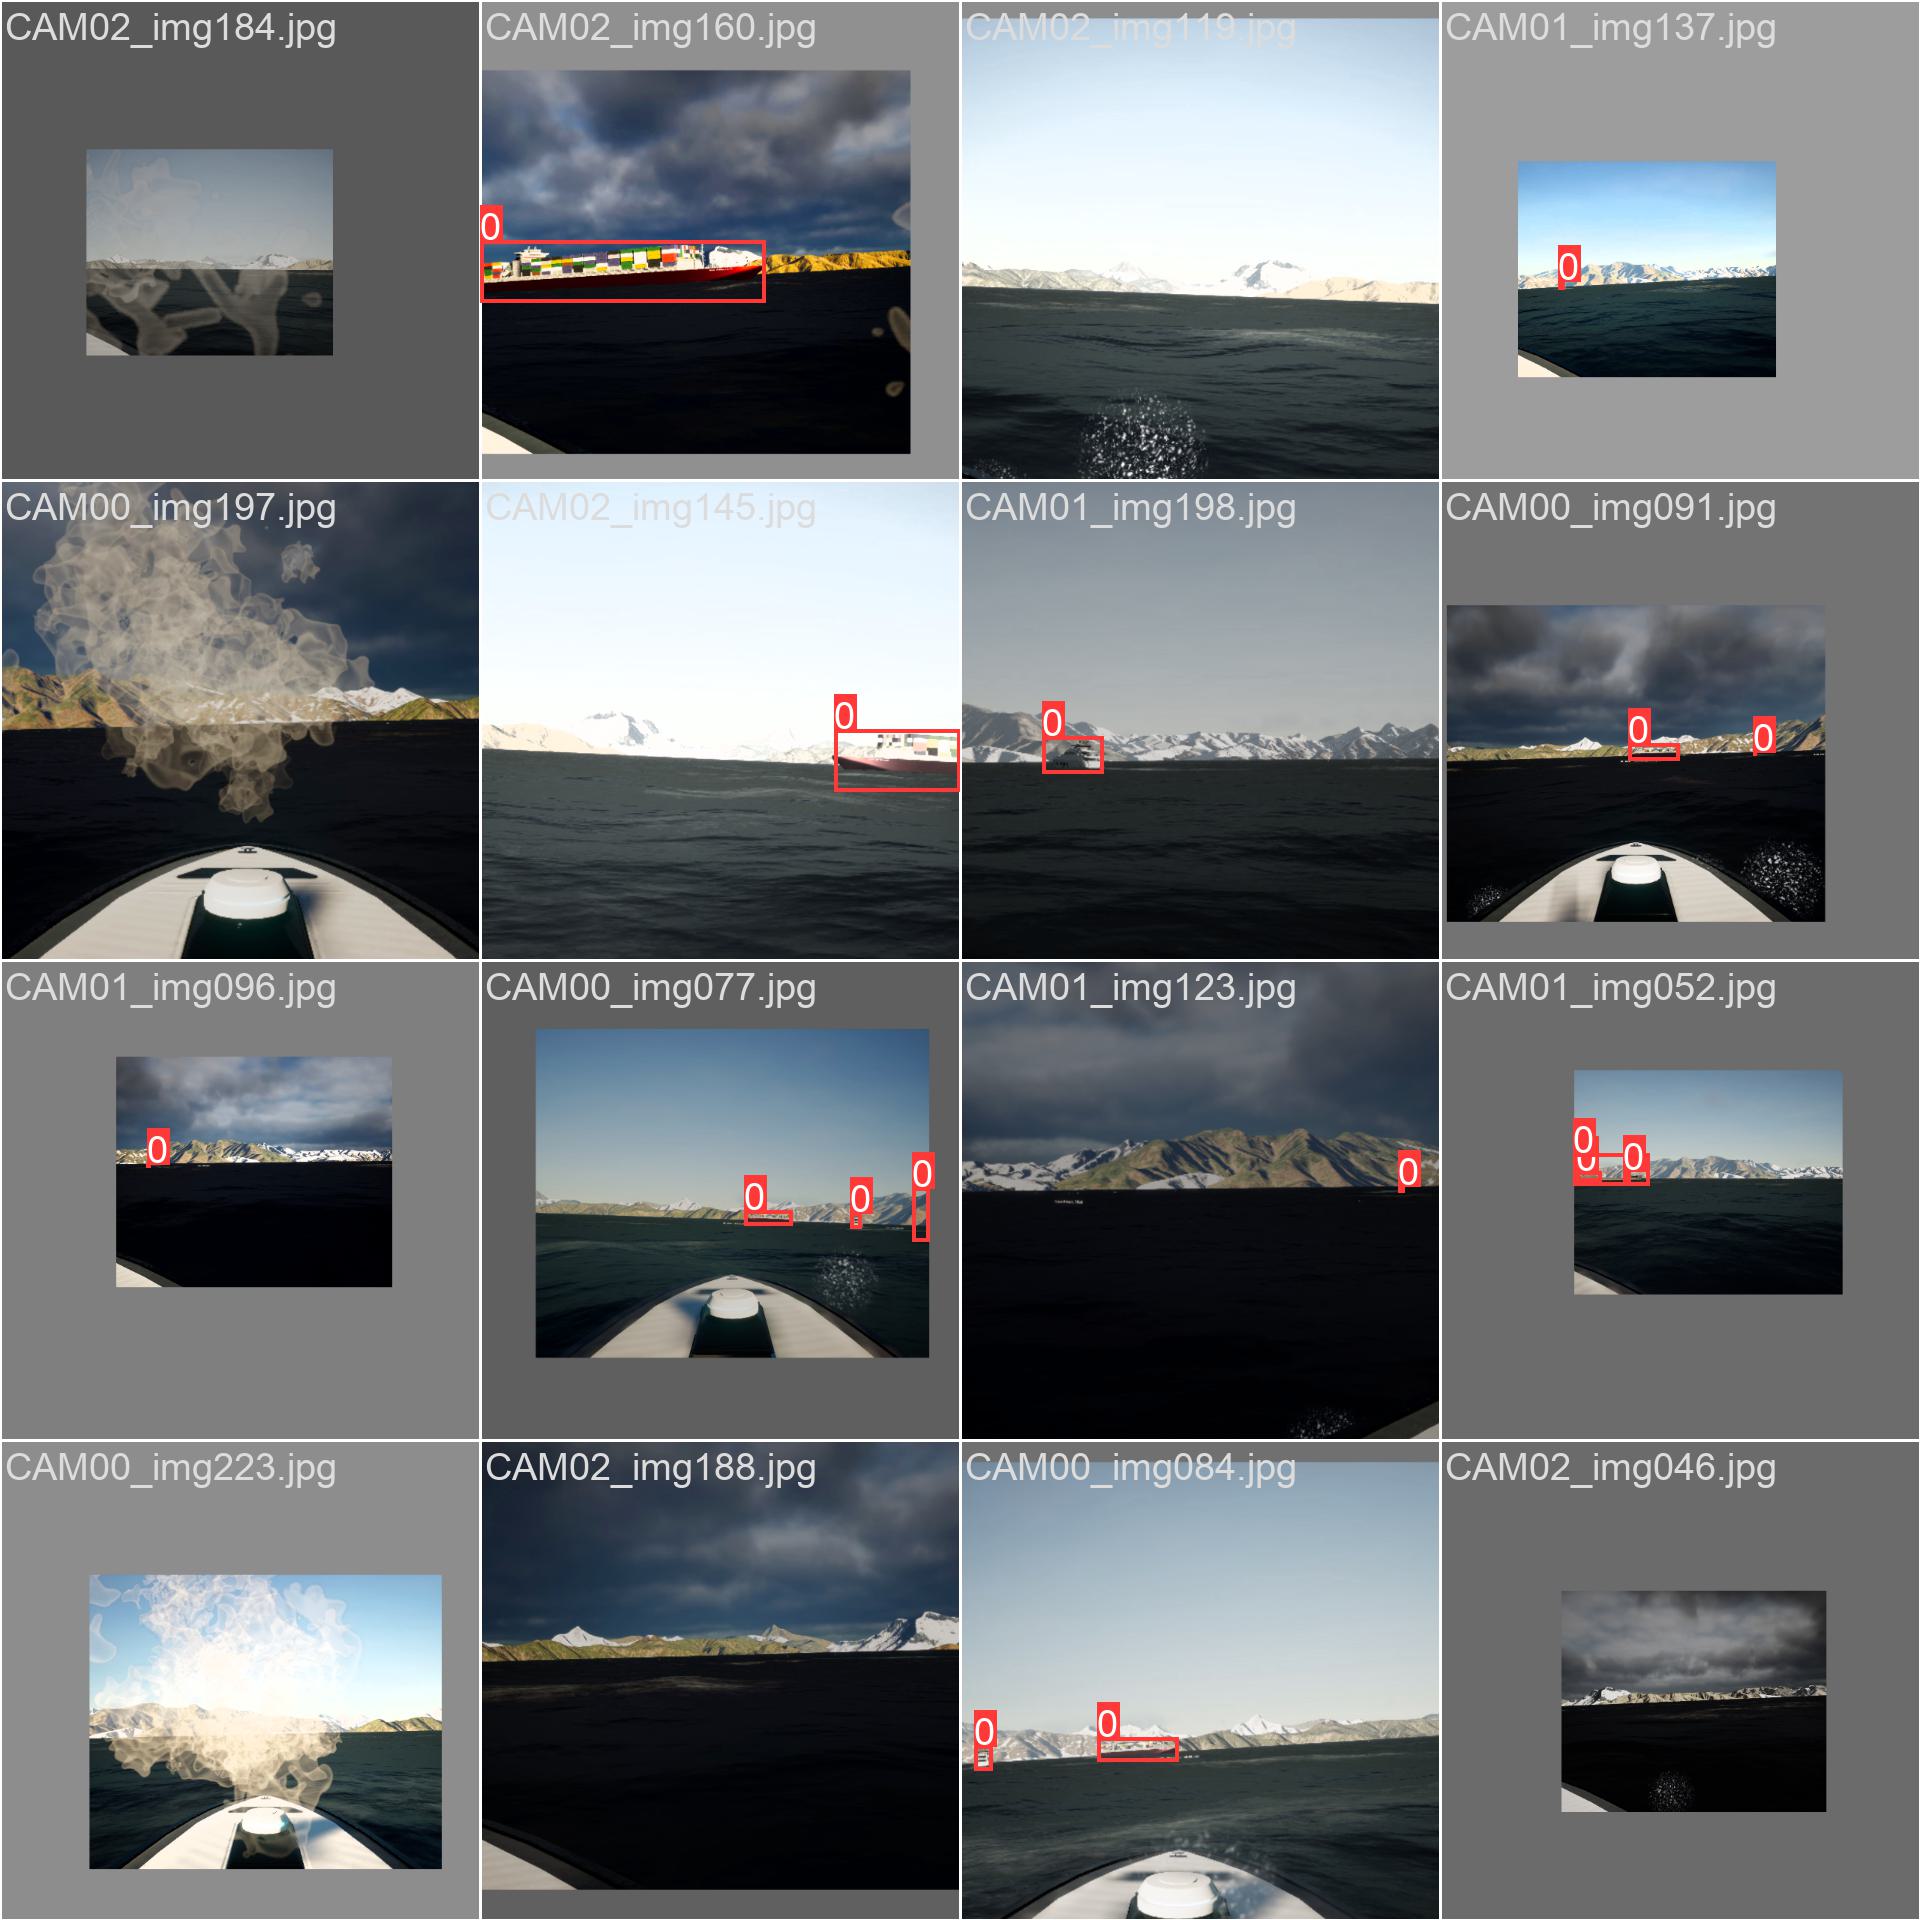 CAM02_img184.jpg
CAM02_img160.jpg
CAM02_img119.jpg
CAM01_img137.jpg
0
0
CAM00_img197.jpg
CAM02_img145.jpg
CAM01_img198.jpg
CAM00_img091.jpg
0
0
0
0
CAM01_img096.jpg
CAM00_img077.jpg
CAM01_img123.jpg
CAM01_img052.jpg
0
0
0
0
0
0
0
0
CAM00_img223.jpg
CAM02_img188.jpg
CAM00_img084.jpg
CAM02_img046.jpg
0
0